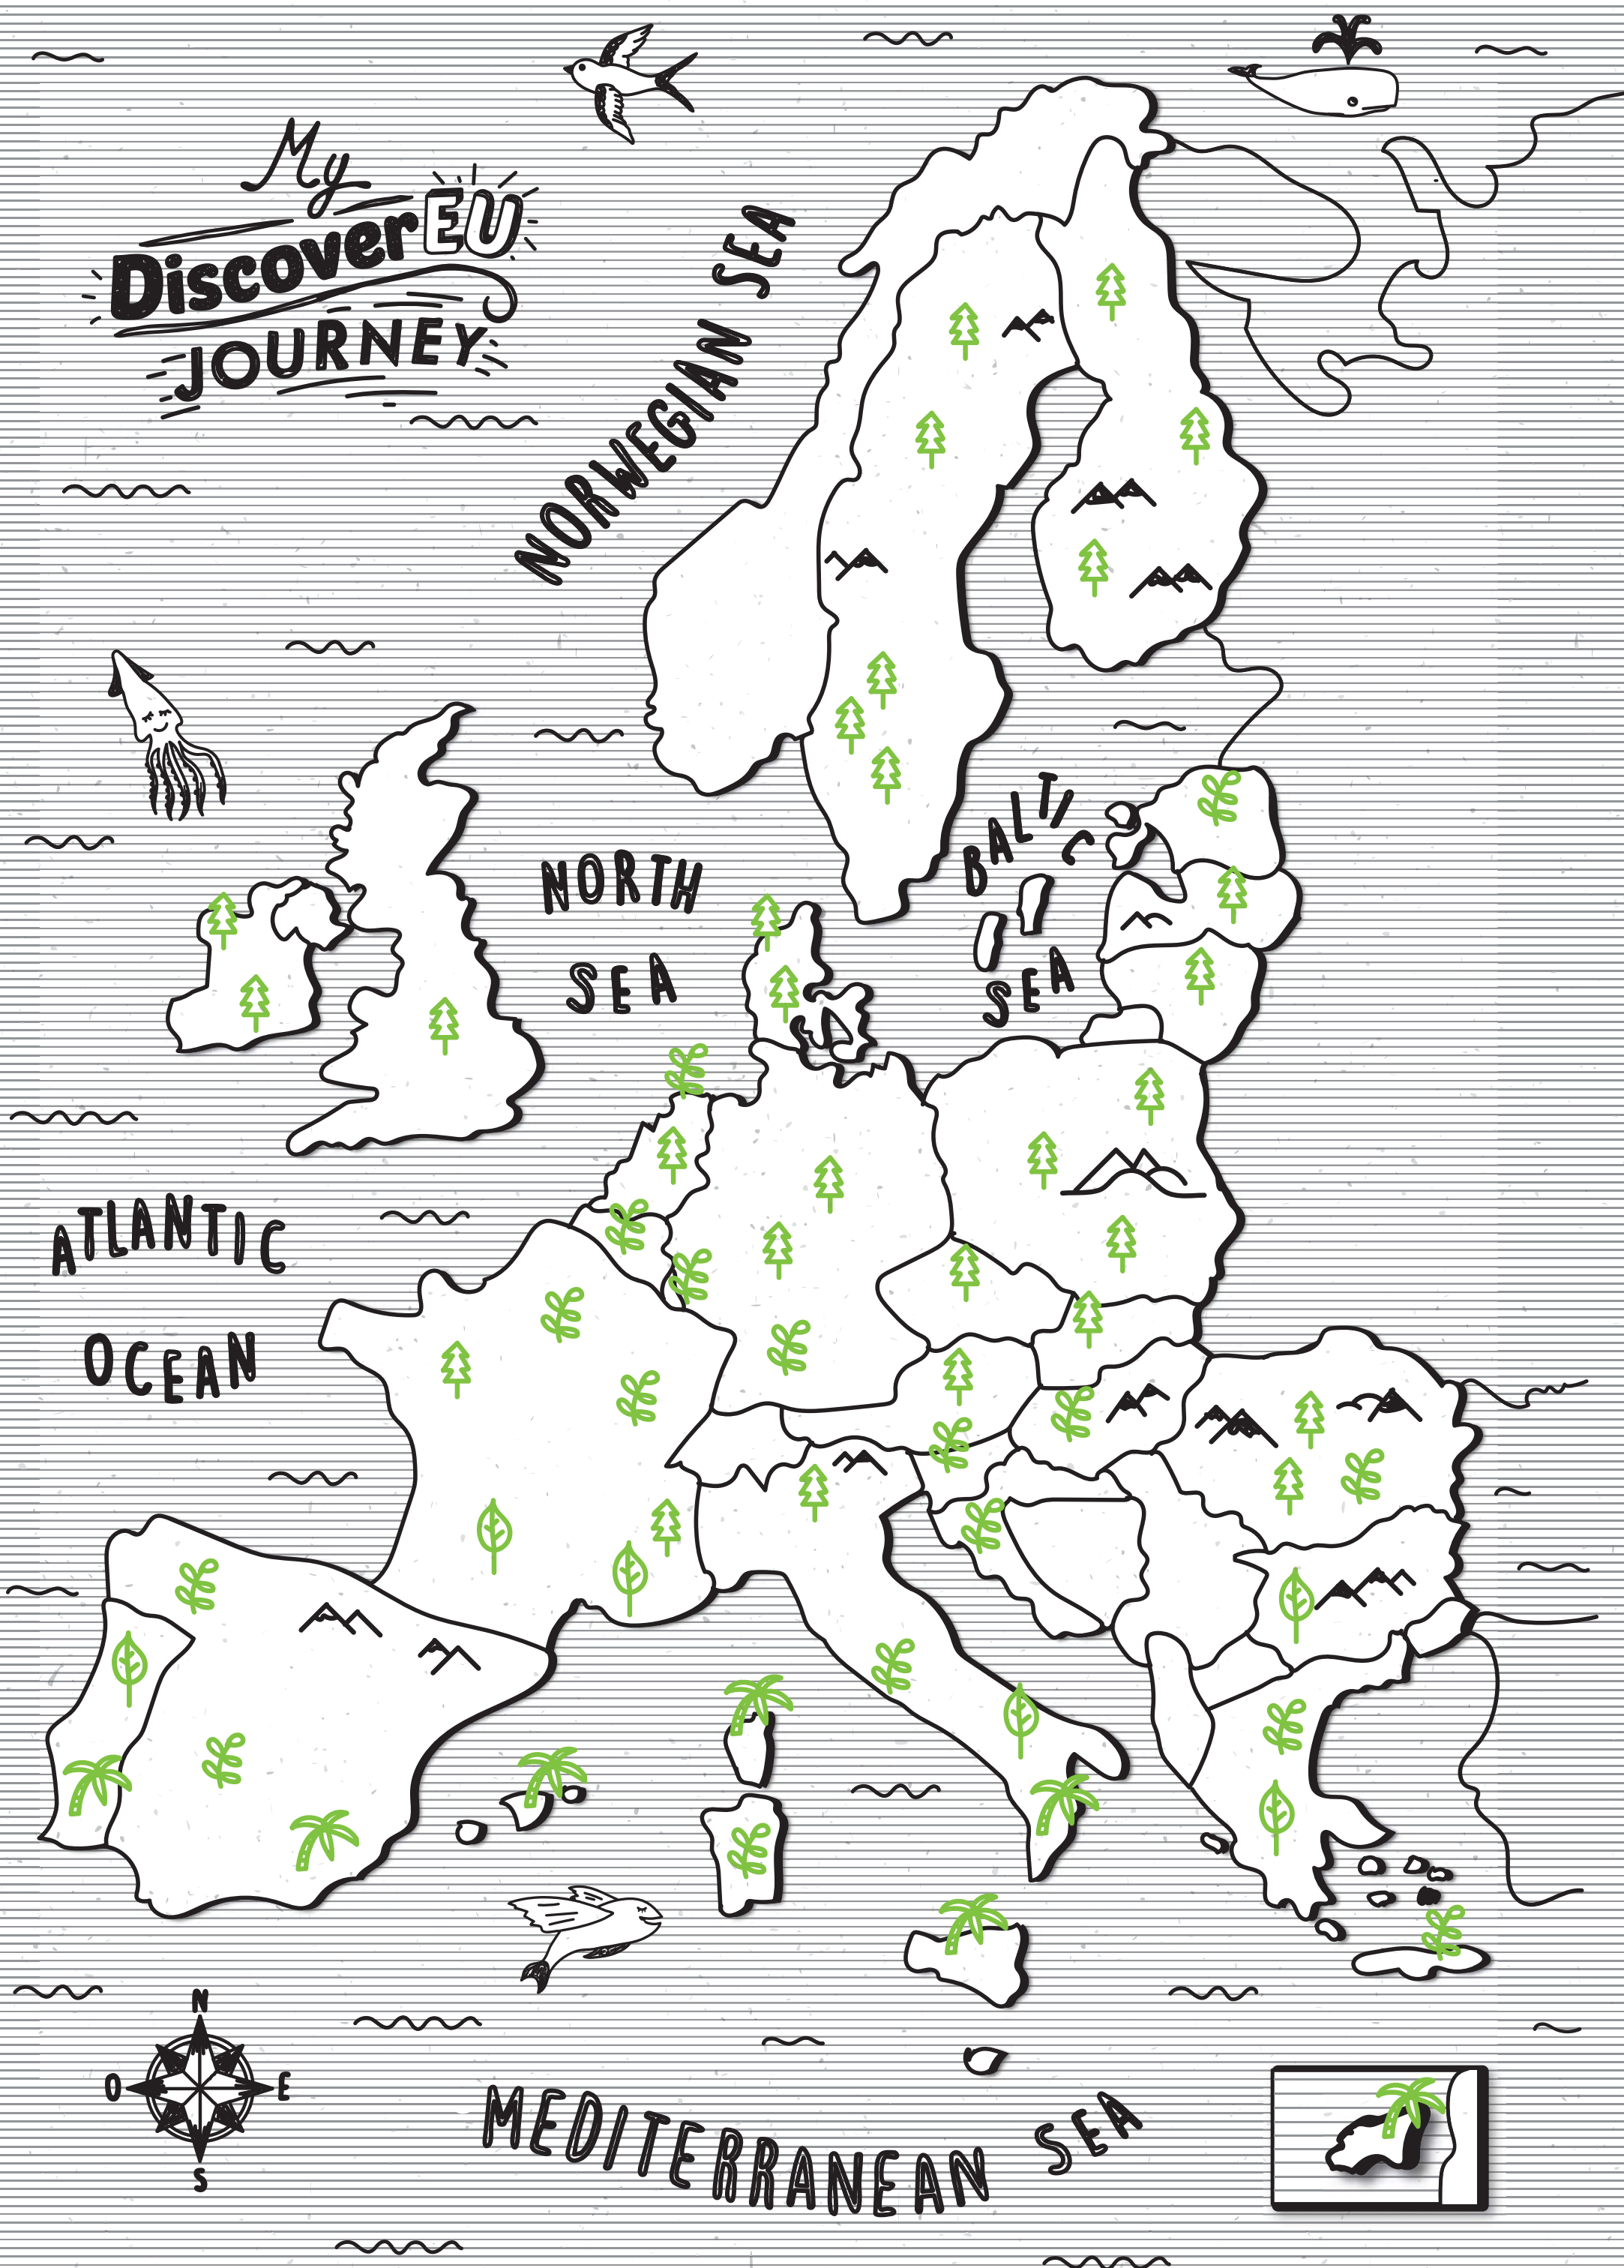 My
DiscoverEU
JOURNEY
NORWEGIAN SEA
BALTIC
SEA
NORTH
SEA
ATLANTIC
OCEAN
N
O
E
S
MEDITERRANEAN SEA